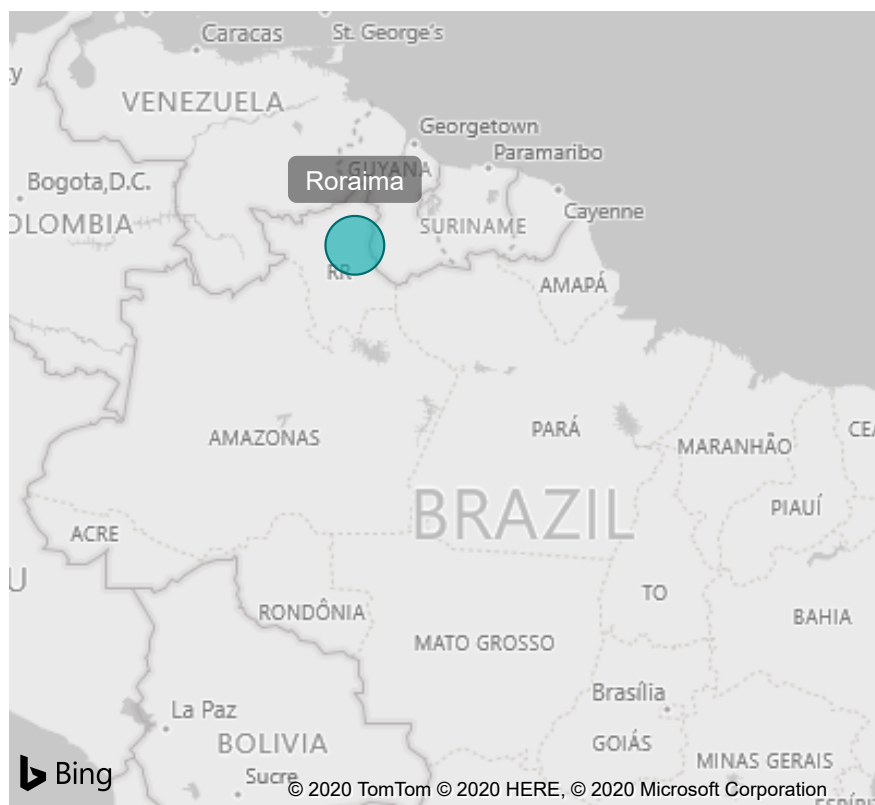 Caracas
St. George's
VENEZUELA
Georgetown
Paramaribo
GUYANA
Bogota,D.C.
Roraima
Cayenne
OLOMBIA
SURINAME
RR
AMAPÁ
AMAZONAS
PARÁ
CEA
MARANHÃO
BRAZIL
PIAUÍ
ACRE
U
TO
RONDÔNIA
BAHIA
MATO GROSSO
Brasília
La Paz
BOLIVIA
GOIÁS
MINAS GERAIS
Bing
Sucre
© 2020 TomTom © 2020 HERE, © 2020 Microsoft Corporation